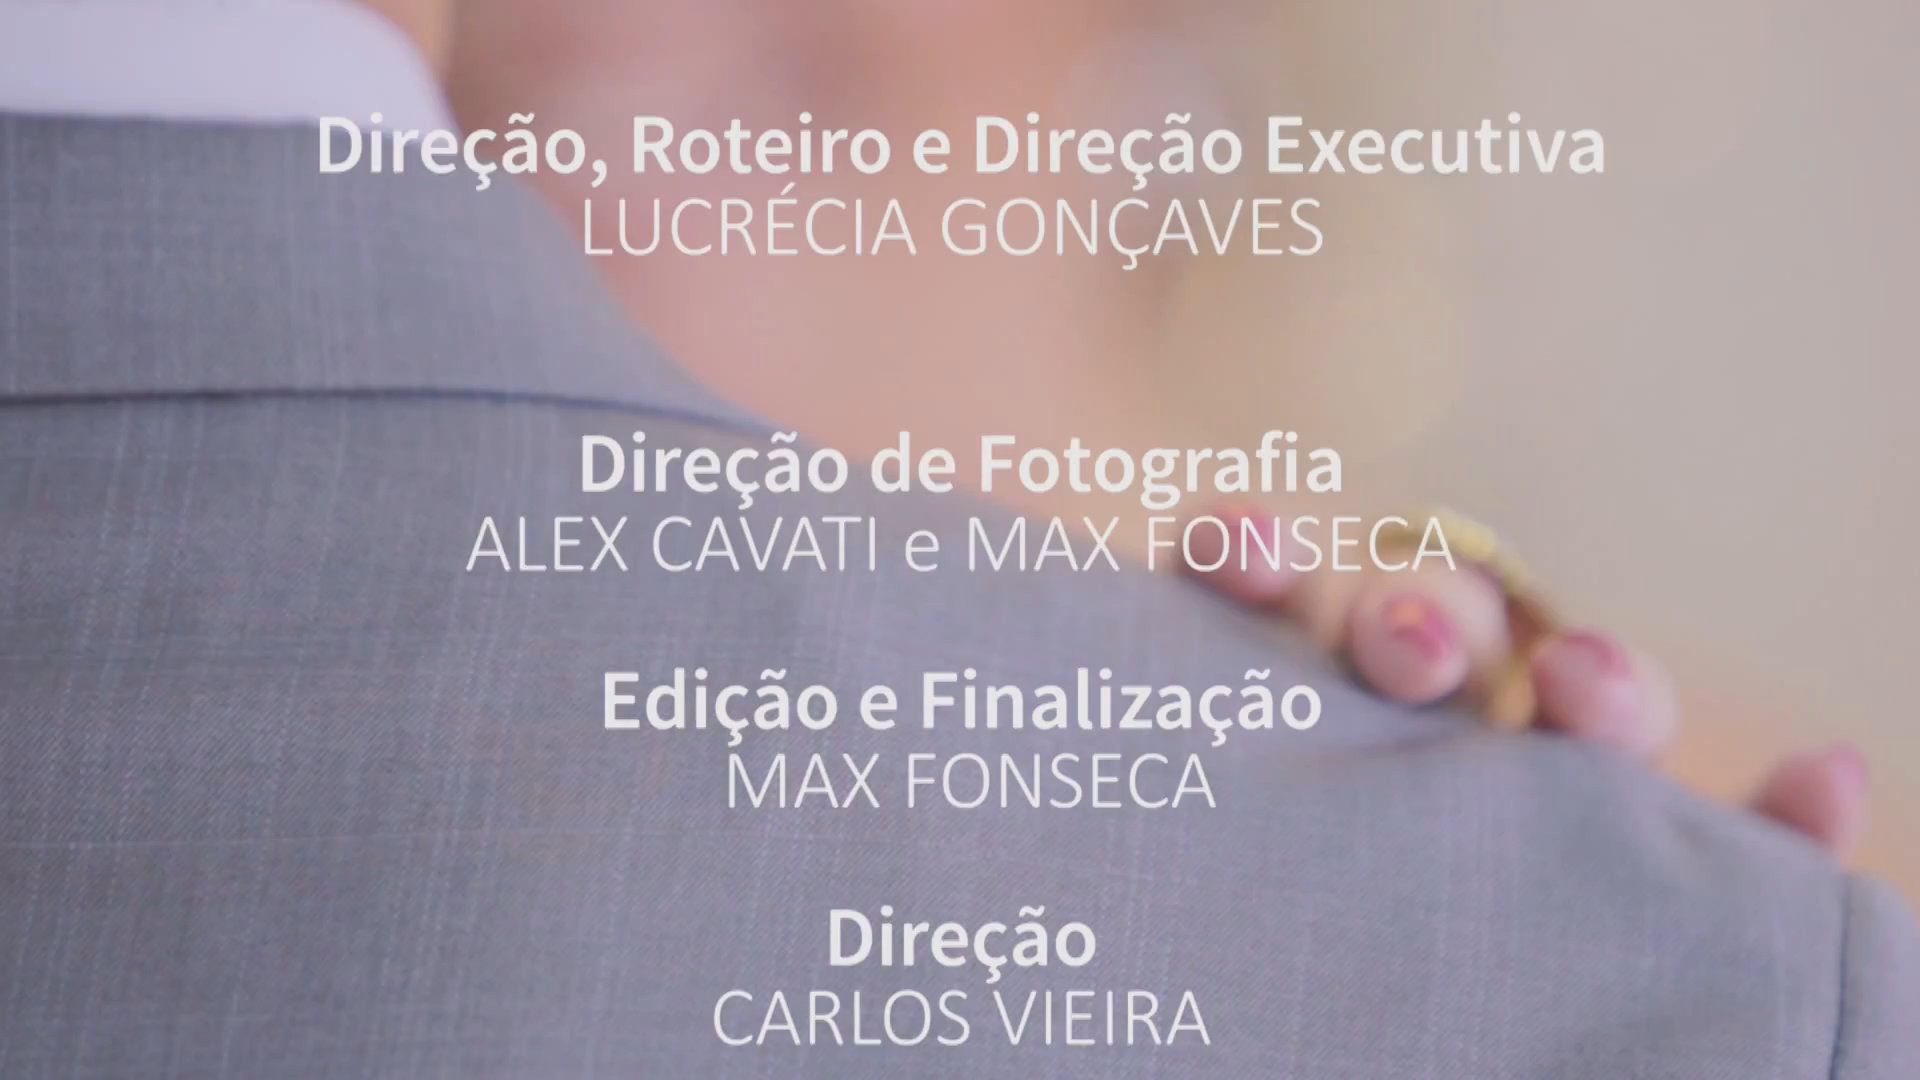 Direção, Roteiro e Direção Executiva
LUCRÉCIA GONÇAVES
Direção de Fotografia
ALEX CAVATI e MAX FONSECA
Edição e Finalização
MAX FONSECA
Direção
CARLOS VIEIRA